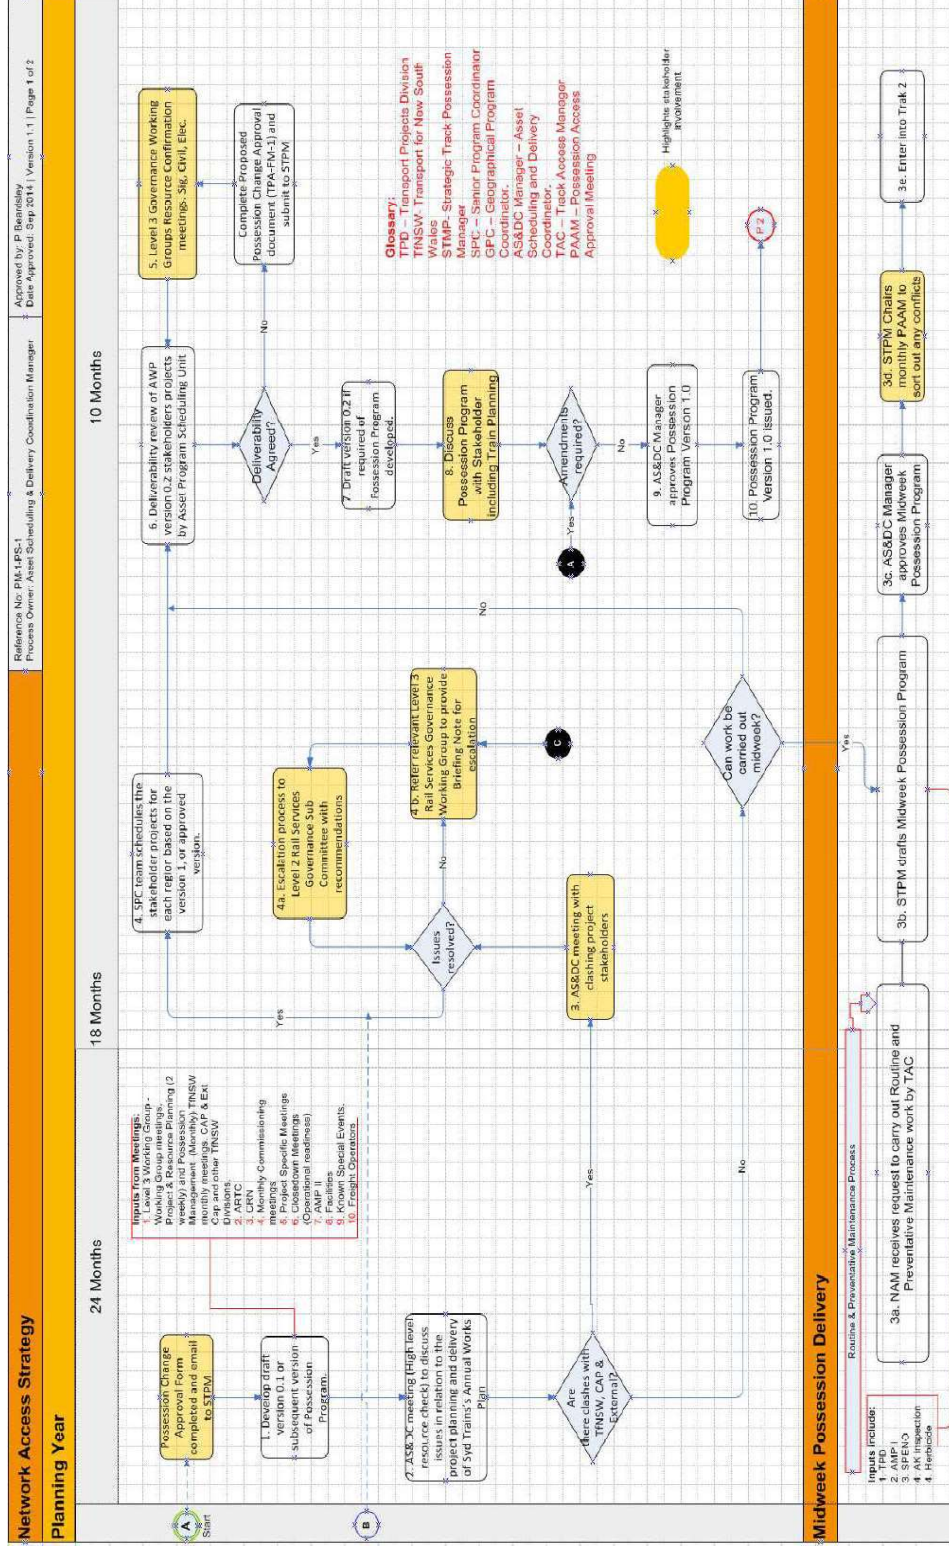 Network Access Strategy
Reference No: PM-1-PS-1
Process Owner: Asset Scheduling & Delivery Coordination Manager
Approved by: P Beardsley
Date Approved: Sep 2014 | Version 1.1 | Page 1 of 2
Planning Year
24 Months
18 Months
10 Months
A
Start
Possession Change
Approval Form
completed and email
to STPM.
1. Develop draft
version 0.1 or
subsequent version
of Possession
Program.
Inputs from Meetings:
1. Level 3 Working Group -
Working Group meetings,
Project & Resource Planning (2
weekly) and Possession
Management (Monthly) TfNSW
monthly meetings, CAP & Ext
Cap and other TfNSW
Divisions.
2. ARTC
3. CRN
4. Monthly Commissioning
meetings
5. Project Specific Meetings
6. Closedown Meetings
(Operational readiness)
7. AMP II
8. Facilities
9. Known Special Events.
10. Freight Operators
B
2. AS&DC meeting (High level
resource check) to discuss
issues in relation to the
project planning and delivery
of Syd Trains's Annual Works
Plan
Are
there clashes with
TfNSW, CAP &
External?
Yes
No
3. AS&DC meeting with
clashing project
stakeholders
Issues
resolved?
Yes
No
4. SPC team schedules the
stakeholder projects for
each region based on the
version 1, or approved
version.
4a. Escalation process to
Level 2 Rail Services
Governance Sub
Committee with
recommendations
4 b. Refer relevant Level 3
Rail Services Governance
Working Group to provide
Briefing Note for
escalation
C
Can work be
carried out
midweek?
No
Yes
5. Level 3 Governance Working
Groups Resource Confirmation
meetings. Sig, Civil, Elec.
6. Deliverability review of AWP
version 0.2 stakeholders projects
by Asset Program Scheduling Unit
Complete Proposed
Possession Change Approval
document (TPA-FM-1) and
submit to STPM
Deliverability
Agreed?
No
Yes
7 Draft version 0.2 if
required of
Possession Program
developed.
8. Discuss
Possession Program
with Stakeholder
including Train Planning
Amendments
required?
A
Yes
No
9. AS&DC Manager
approves Possession
Program Version 1.0
10. Possession Program
Version 1.0 issued.
P 2
Glossary:
TPD – Transport Projects Division
TfNSW- Transport for New South
Wales
STMP- Strategic Track Possession
Manager
SPC – Senior Program Coordinator
GPC – Geographical Program
Coordinator.
AS&DC Manager – Asset
Scheduling and Delivery
Coordinator.
TAC – Track Access Manager
PAAM – Possession Access
Approval Meeting
Highlights stakeholder
involvement
Midweek Possession Delivery
Routine & Preventative Maintenance Process
Inputs include:
1. TPD
2. AMP I
3. SPENO
4. AK Inspection
4. Herbicide
3a. NAM receives request to carry out Routine and
Preventative Maintenance work by TAC
3b. STPM drafts Midweek Possession Program
3c. AS&DC Manager
approves Midweek
Possession Program
3d. STPM Chairs
monthly PAAM to
sort out any conflicts
3e. Enter into Trak 2